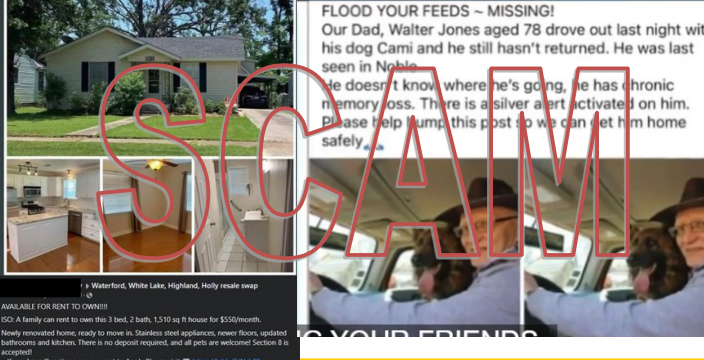 FLOOD YOUR FEEDS ~ MISSING!
Our Dad, Walter Jones aged 78 drove out last night wit
his dog Cami and he still hasn't returned. He was last
seen in Noble
He doesn't know where he's going, he has chronic
memory loss. There is a silver alert activated on him.
Please help bump this post so we can get him home
safely
SCAM
Waterford, White Lake, Highland, Holly resale swap
AVAILABLE FOR RENT TO OWN!!!!
ISO: A family can rent to own this 3 bed, 2 bath, 1,510 sq ft house for $550/month.
Newly renovated home, ready to move in. Stainless steel appliances, newer floors, updated
bathrooms and kitchen. There is no deposit required, and all pets are welcome! Section 8 is
accepted!
YOUR FRIENDS